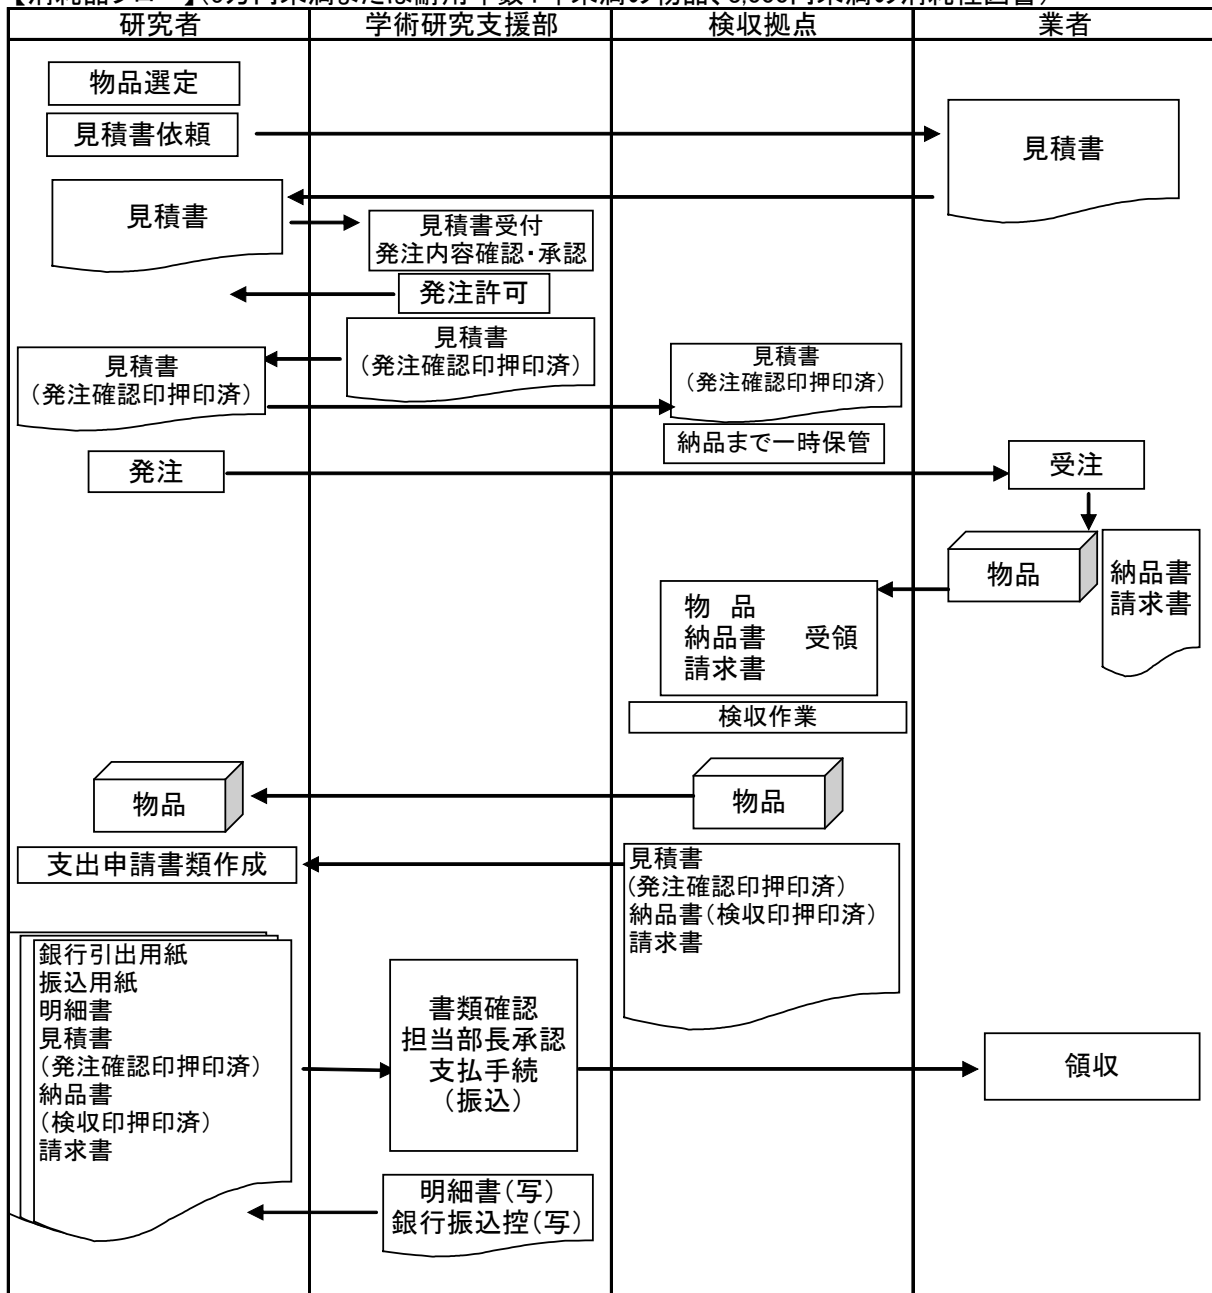 研究者
学術研究支援部
検収拠点
業者
物品選定
見積書依頼
見積書
見積書
見積書受付
発注内容確認・承認
発注許可
見積書
(発注確認印押印済)
見積書
(発注確認印押印済)
見積書
(発注確認印押印済)
納品まで一時保管
発注
受注
物品
納品書
請求書
物 品
納品書 受領
請求書
検収作業
物品
物品
支出申請書類作成
見積書
(発注確認印押印済)
納品書(検収印押印済)
請求書
銀行引出用紙
振込用紙
明細書
見積書
(発注確認印押印済)
納品書
(検収印押印済)
請求書
書類確認
担当部長承認
支払手続
(振込)
領収
明細書(写)
銀行振込控(写)